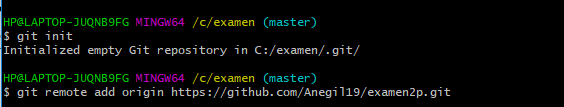 HP@LAPTOP-JUQNB9FG MINGW64 /c/examen (master)
$ git init
Initialized empty Git repository in C:/examen/.git/
HP@LAPTOP-JUQNB9FG MINGW64 /c/examen (master)
$ git remote add origin https://github.com/Anegil19/examen2p.git